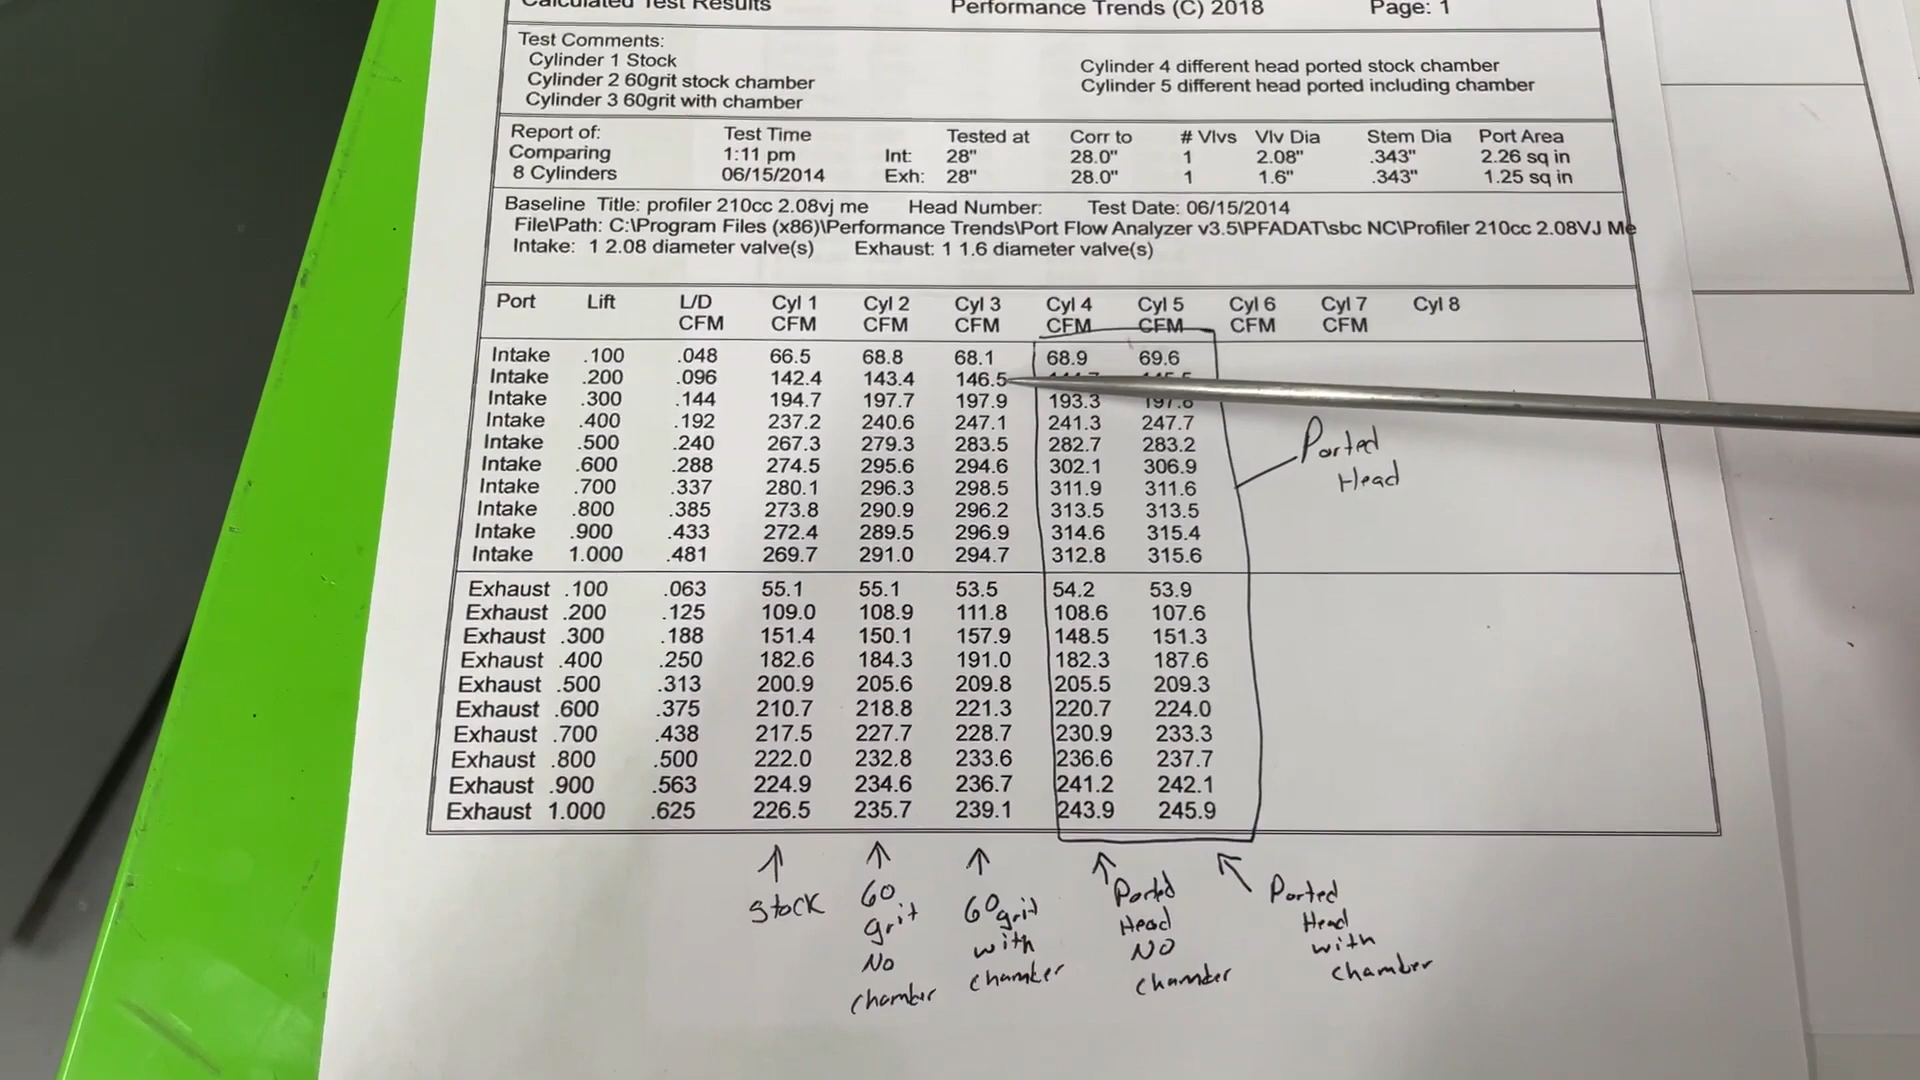 Calculated Test Results Performance Trends (C) 2018 Page: 1
Test Comments:
Cylinder 1 Stock
Cylinder 2 60grit stock chamber
Cylinder 3 60grit with chamber
Cylinder 4 different head ported stock chamber
Cylinder 5 different head ported including chamber
Report of: Test Time Tested at Corr to # Vlvs Vlv Dia Stem Dia Port Area
Comparing 1:11 pm Int: 28" 28.0" 1 2.08" .343" 2.26 sq in
8 Cylinders 06/15/2014 Exh: 28" 28.0" 1 1.6" .343" 1.25 sq in
Baseline Title: profiler 210cc 2.08vj me Head Number: Test Date: 06/15/2014
File\Path: C:\Program Files (x86)\Performance Trends\Port Flow Analyzer v3.5\PFADAT\sbc NC\Profiler 210cc 2.08VJ Me
Intake: 1 2.08 diameter valve(s) Exhaust: 1 1.6 diameter valve(s)
Port Lift L/D Cyl 1 Cyl 2 Cyl 3 Cyl 4 Cyl 5 Cyl 6 Cyl 7 Cyl 8
CFM CFM CFM CFM CFM CFM CFM CFM
Intake .100 .048 66.5 68.8 68.1 68.9 69.6
Intake .200 .096 142.4 143.4 146.5
Intake .300 .144 194.7 197.7 197.9 193.3
Intake .400 .192 237.2 240.6 247.1 241.3 247.7
Intake .500 .240 267.3 279.3 283.5 282.7 283.2
Intake .600 .288 274.5 295.6 294.6 302.1 306.9
Intake .700 .337 280.1 296.3 298.5 311.9 311.6
Intake .800 .385 273.8 290.9 296.2 313.5 313.5
Intake .900 .433 272.4 289.5 296.9 314.6 315.4
Intake 1.000 .481 269.7 291.0 294.7 312.8 315.6
Ported
Head
Exhaust .100 .063 55.1 55.1 53.5 54.2 53.9
Exhaust .200 .125 109.0 108.9 111.8 108.6 107.6
Exhaust .300 .188 151.4 150.1 157.9 148.5 151.3
Exhaust .400 .250 182.6 184.3 191.0 182.3 187.6
Exhaust .500 .313 200.9 205.6 209.8 205.5 209.3
Exhaust .600 .375 210.7 218.8 221.3 220.7 224.0
Exhaust .700 .438 217.5 227.7 228.7 230.9 233.3
Exhaust .800 .500 222.0 232.8 233.6 236.6 237.7
Exhaust .900 .563 224.9 234.6 236.7 241.2 242.1
Exhaust 1.000 .625 226.5 235.7 239.1 243.9 245.9
Stock
60
grit
No
chamber
60grit
with
chamber
Ported
Head
NO
chamber
Ported
Head
with
chamber